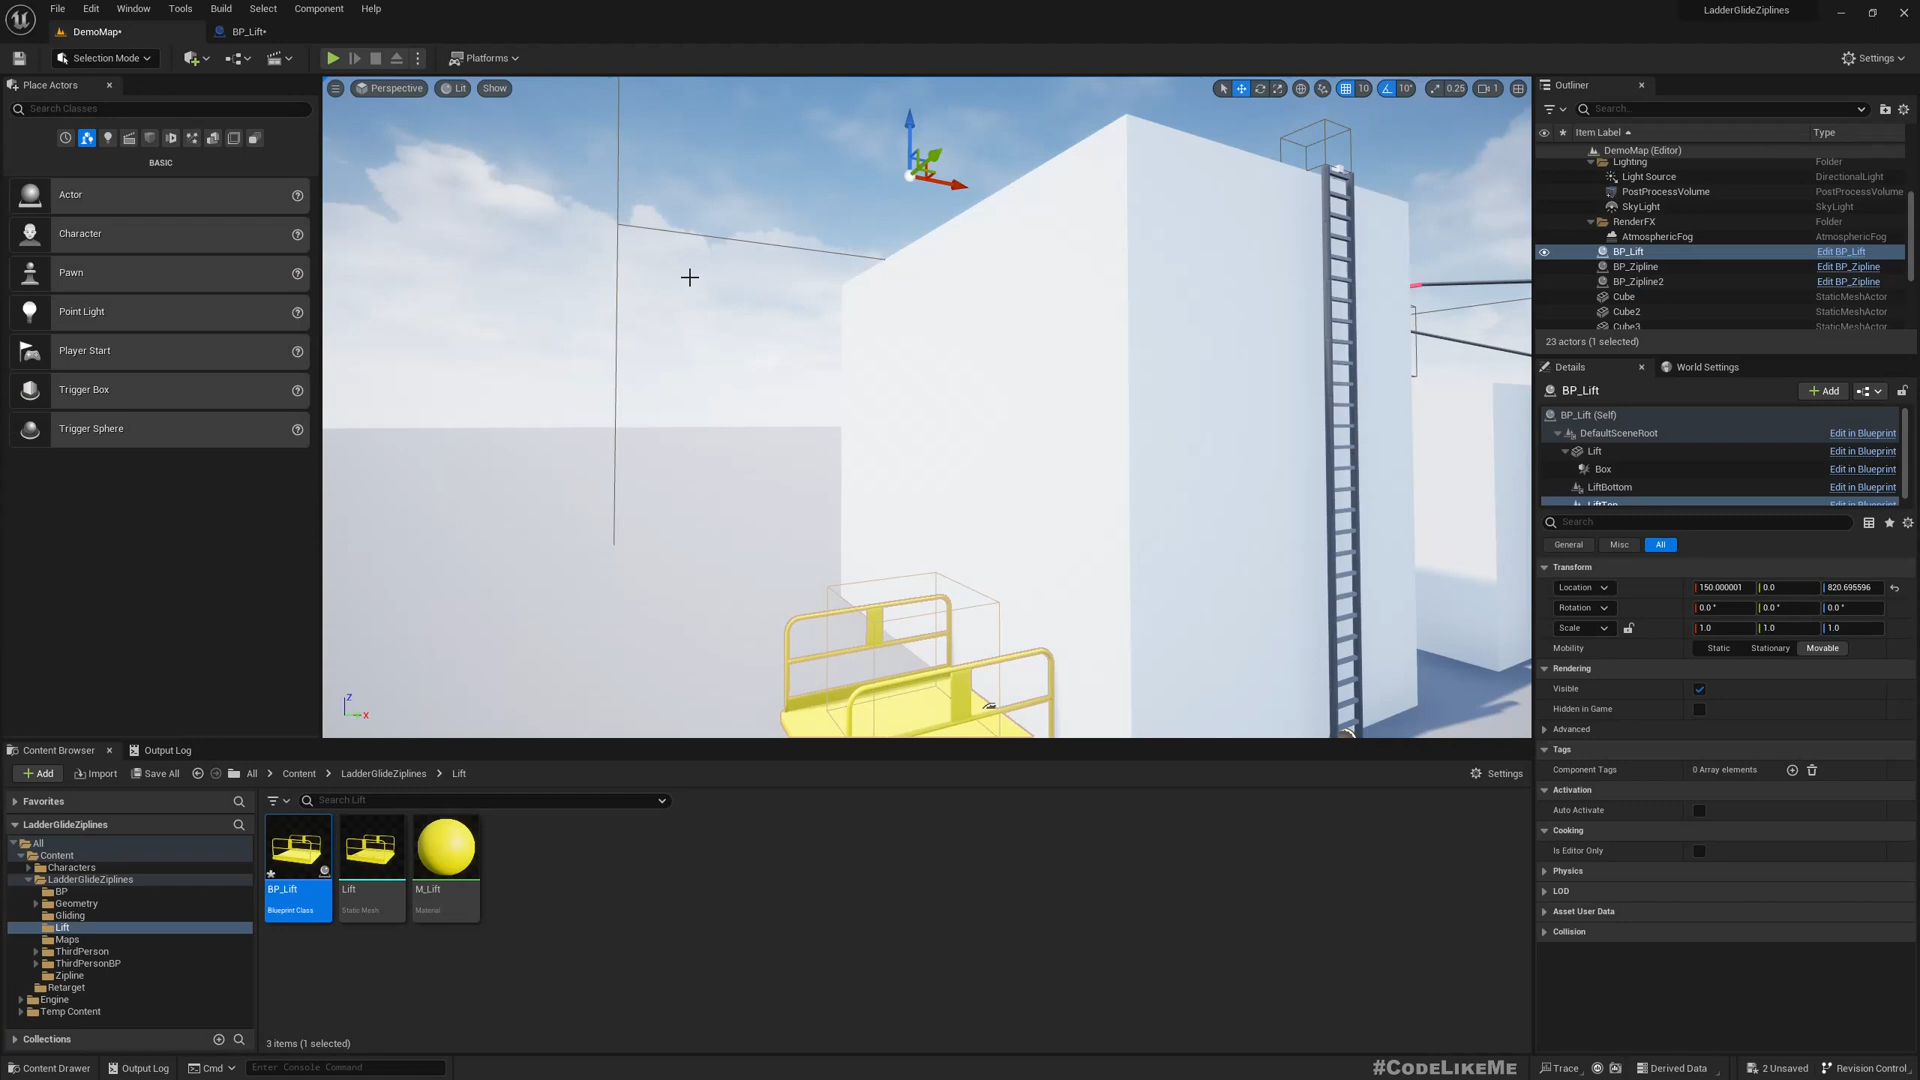 File Edit Window Tools Build Select Component Help
LadderGlideZiplines
DemoMap•
BP_Lift•
Selection Mode
Platforms
Settings
Place Actors
Search Classes
BASIC
Actor
Character
Pawn
Point Light
Player Start
Trigger Box
Trigger Sphere
Perspective
Lit
Show
10
10°
0.25
1
Z
X
Outliner
Search...
Item Label
Type
DemoMap (Editor)
Lighting Folder
Light Source DirectionalLight
PostProcessVolume PostProcessVolume
SkyLight SkyLight
RenderFX Folder
AtmosphericFog AtmosphericFog
BP_Lift Edit BP_Lift
BP_Zipline Edit BP_Zipline
BP_Zipline2 Edit BP_Zipline
Cube StaticMeshActor
Cube2 StaticMeshActor
Cube3 StaticMeshActor
23 actors (1 selected)
Details
World Settings
BP_Lift
Add
BP_Lift (Self)
DefaultSceneRoot Edit in Blueprint
Lift Edit in Blueprint
Box Edit in Blueprint
LiftBottom Edit in Blueprint
LiftTop Edit in Blueprint
Search
General Misc All
Transform
Location 150.000001 0.0 820.695596
Rotation 0.0 ° 0.0 ° 0.0 °
Scale 1.0 1.0 1.0
Mobility Static Stationary Movable
Rendering
Visible
Hidden in Game
Advanced
Tags
Component Tags 0 Array elements
Activation
Auto Activate
Cooking
Is Editor Only
Physics
LOD
Asset User Data
Collision
Content Browser
Output Log
Add Import Save All All Content LadderGlideZiplines Lift
Settings
Favorites
LadderGlideZiplines
All
Content
Characters
LadderGlideZiplines
BP
Geometry
Gliding
Lift
Maps
ThirdPerson
ThirdPersonBP
Zipline
Retarget
Engine
Temp Content
Collections
Search Lift
BP_Lift
Blueprint Class
Lift
Static Mesh
M_Lift
Material
3 items (1 selected)
Content Drawer
Output Log
Cmd
Enter Console Command
#CodeLikeMe
Trace
Derived Data
2 Unsaved
Revision Control